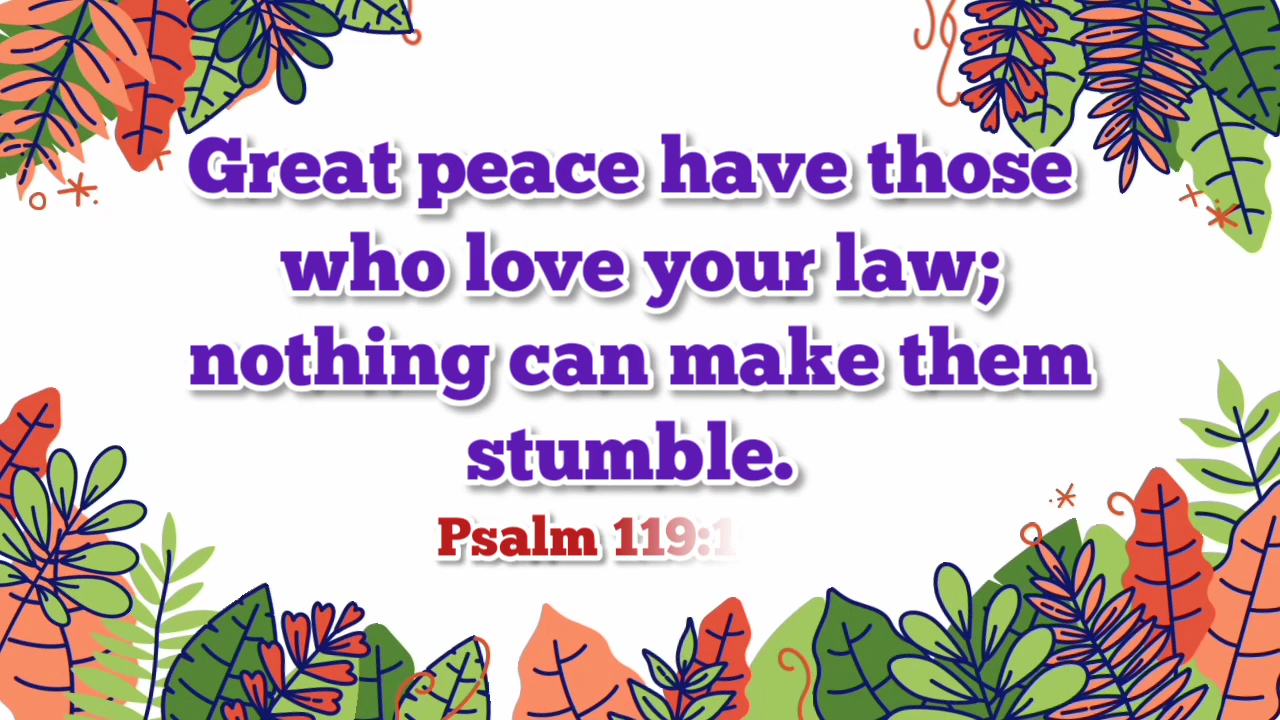 Great peace have those
who love your law;
nothing can make them
stumble.
Psalm 119:1